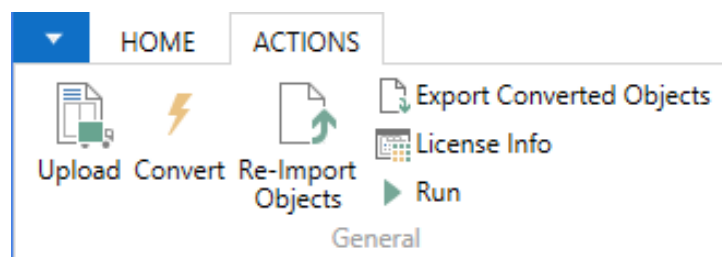 HOME ACTIONS
Upload Convert Re-Import
Objects
Export Converted Objects
License Info
Run
General